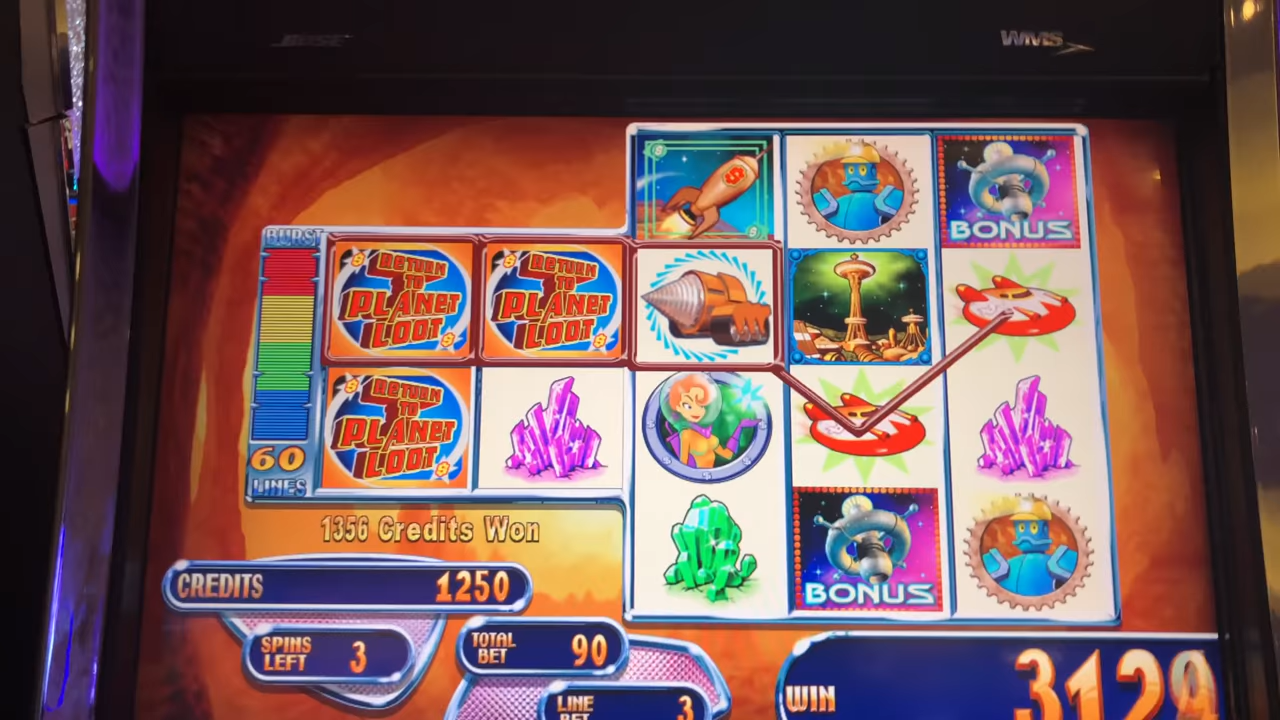 BOSE
WMS
BONUS
BURST
RETURN TO PLANET LOOT
RETURN TO PLANET LOOT
RETURN TO PLANET LOOT
60
LINES
BONUS
1356 Credits Won
CREDITS 1250
SPINS LEFT 3
TOTAL BET 90
LINE BET 3
WIN 3129